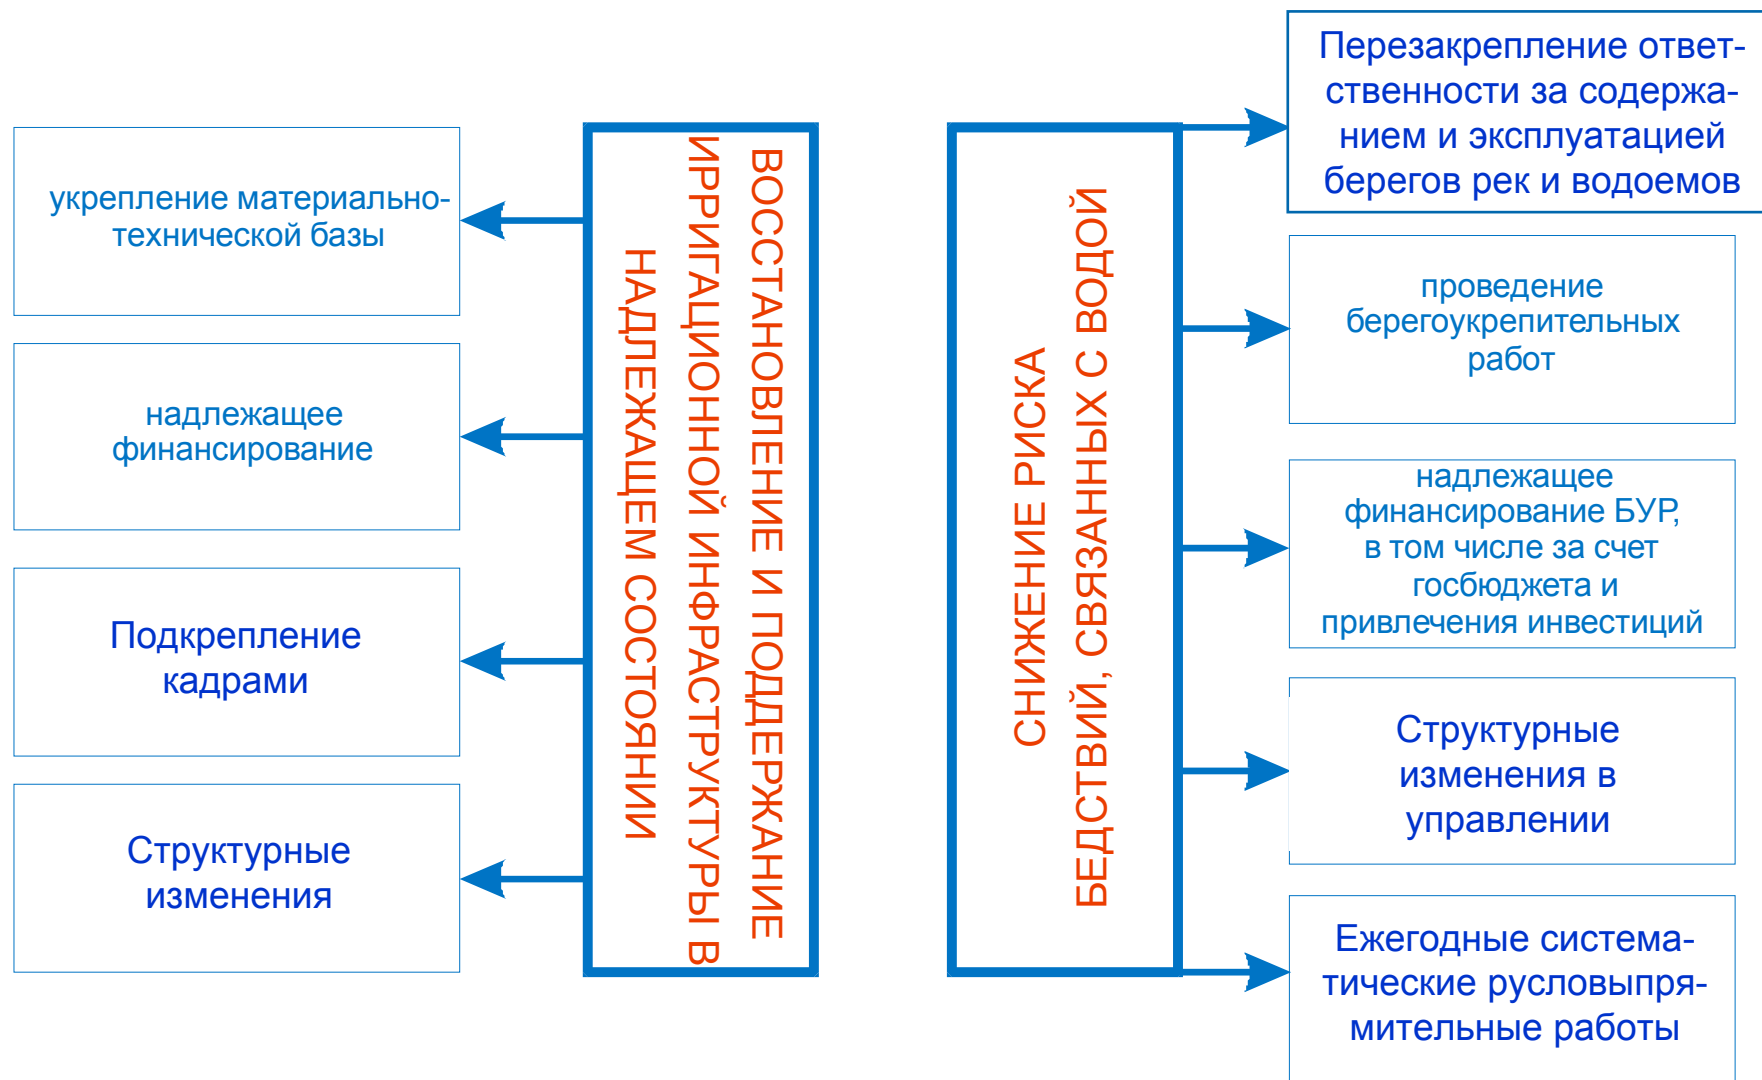 укрепление материально-
технической базы
надлежащее
финансирование
Подкрепление
кадрами
Структурные
изменения
ВОССТАНОВЛЕНИЕ И ПОДДЕРЖАНИЕ
ИРРИГАЦИОННОЙ ИНФРАСТРУКТУРЫ В
НАДЛЕЖАЩЕМ СОСТОЯНИИ
СНИЖЕНИЕ РИСКА
БЕДСТВИЙ, СВЯЗАННЫХ С ВОДОЙ
Перезакрепление ответ-
ственности за содержа-
нием и эксплуатацией
берегов рек и водоемов
проведение
берегоукрепительных
работ
надлежащее
финансирование БУР,
в том числе за счет
госбюджета и
привлечения инвестиций
Структурные
изменения в
управлении
Ежегодные система-
тические русловыпря-
мительные работы